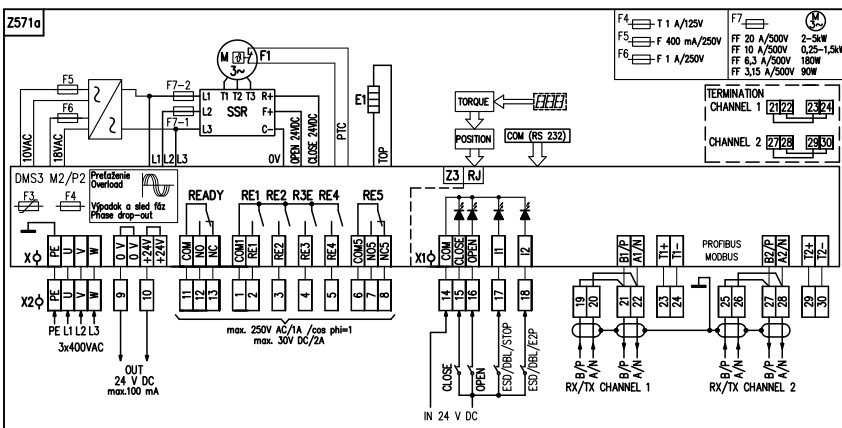 Z571a
F4 T 1 A/125V
F5 F 400 mA/250V
F6 F 1 A/250V
F7
M
3~
FF 20 A/500V 2-5kW
FF 10 A/500V 0,25-1,5kW
FF 6,3 A/500V 180W
FF 3,15 A/500V 90W
TERMINATION
CHANNEL 1 21 22 23 24
CHANNEL 2 27 28 29 30
M
3~
F1
F5
F6
F7-2
F7-1
T1 T2 T3
L1 R+
L2 F+
L3 C-
SSR
10VAC
18VAC
L1 L2 L3
0V
OPEN 24VDC
CLOSE 24VDC
PTC
E1
TOP
TORQUE
POSITION
COM (RS 232)
Z3 RJ
DMS3 M2/P2
F3
F4
Preťaženie
Overload
Výpadok a sled fáz
Phase drop-out
READY RE1 RE2 R3E RE4 RE5
X
PE U V W
0 V 0 V +24V +24V
COM NO NC
COM1 RE1 RE2 RE3 RE4
COM5 NO5 NC5
X1
COM CLOSE OPEN I1 I2
B1/P A1/N T1+ T1-
PROFIBUS
MODBUS
B2/P A2/N T2+ T2-
X2
PE U V W 9 10 11 12 13 1 2 3 4 5 6 7 8 14 15 16 17 18
19 20 21 22 23 24 25 26 27 28 29 30
PE L1 L2 L3
3x400VAC
OUT
24 V DC
max.100 mA
max. 250V AC/1A /cos phi=1
max. 30V DC/2A
CLOSE
OPEN
ESD/DBL/STOP
ESD/DBL/E2P
IN 24 V DC
B/P A/N B/P A/N
RX/TX CHANNEL 1
B/P A/N B/P A/N
RX/TX CHANNEL 2